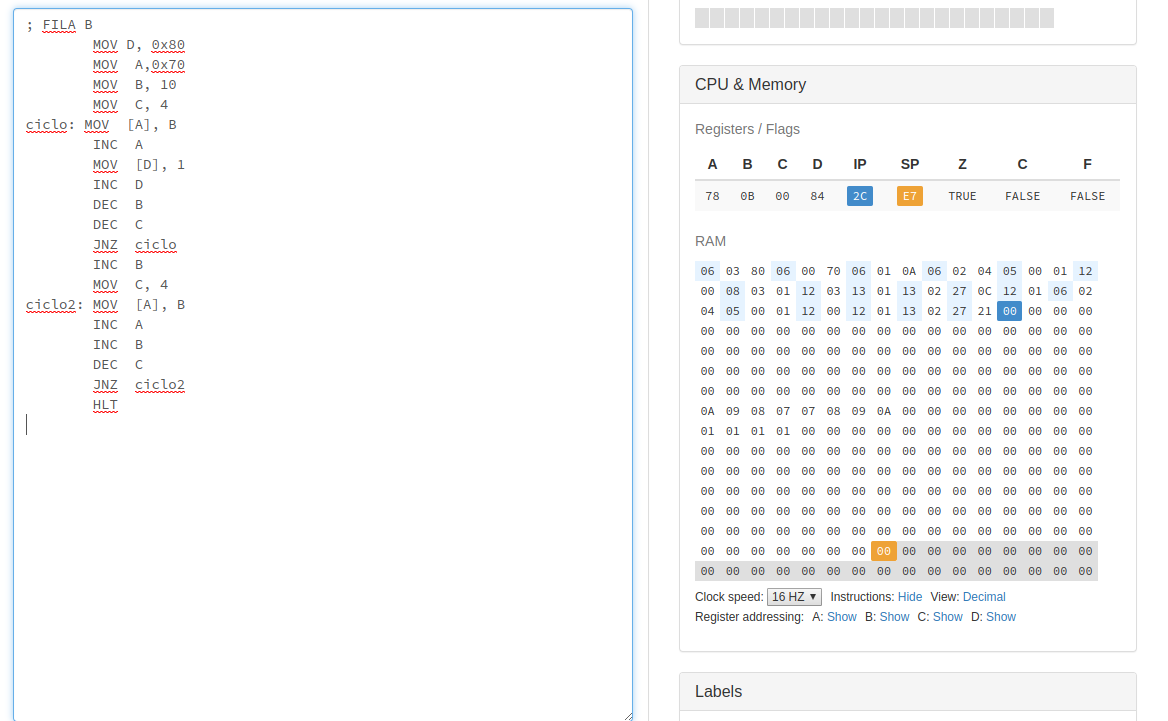 ; FILA B
MOV D, 0x80
MOV A,0x70
MOV B, 10
MOV C, 4
ciclo: MOV [A], B
INC A
MOV [D], 1
INC D
DEC B
DEC C
JNZ ciclo
INC B
MOV C, 4
ciclo2: MOV [A], B
INC A
INC B
DEC C
JNZ ciclo2
HLT
CPU & Memory
Registers / Flags
A B C D IP SP Z C F
78 0B 00 84 2C E7 TRUE FALSE FALSE
RAM
06 03 80 06 00 70 06 01 0A 06 02 04 05 00 01 12
00 08 03 01 12 03 13 01 13 02 27 0C 12 01 06 02
04 05 00 01 12 00 12 01 13 02 27 21 00 00 00 00
00 00 00 00 00 00 00 00 00 00 00 00 00 00 00 00
00 00 00 00 00 00 00 00 00 00 00 00 00 00 00 00
00 00 00 00 00 00 00 00 00 00 00 00 00 00 00 00
00 00 00 00 00 00 00 00 00 00 00 00 00 00 00 00
0A 09 08 07 07 08 09 0A 00 00 00 00 00 00 00 00
01 01 01 01 00 00 00 00 00 00 00 00 00 00 00 00
00 00 00 00 00 00 00 00 00 00 00 00 00 00 00 00
00 00 00 00 00 00 00 00 00 00 00 00 00 00 00 00
00 00 00 00 00 00 00 00 00 00 00 00 00 00 00 00
00 00 00 00 00 00 00 00 00 00 00 00 00 00 00 00
00 00 00 00 00 00 00 00 00 00 00 00 00 00 00 00
00 00 00 00 00 00 00 00 00 00 00 00 00 00 00 00
00 00 00 00 00 00 00 00 00 00 00 00 00 00 00 00
Clock speed: 16 HZ Instructions: Hide View: Decimal
Register addressing: A: Show B: Show C: Show D: Show
Labels